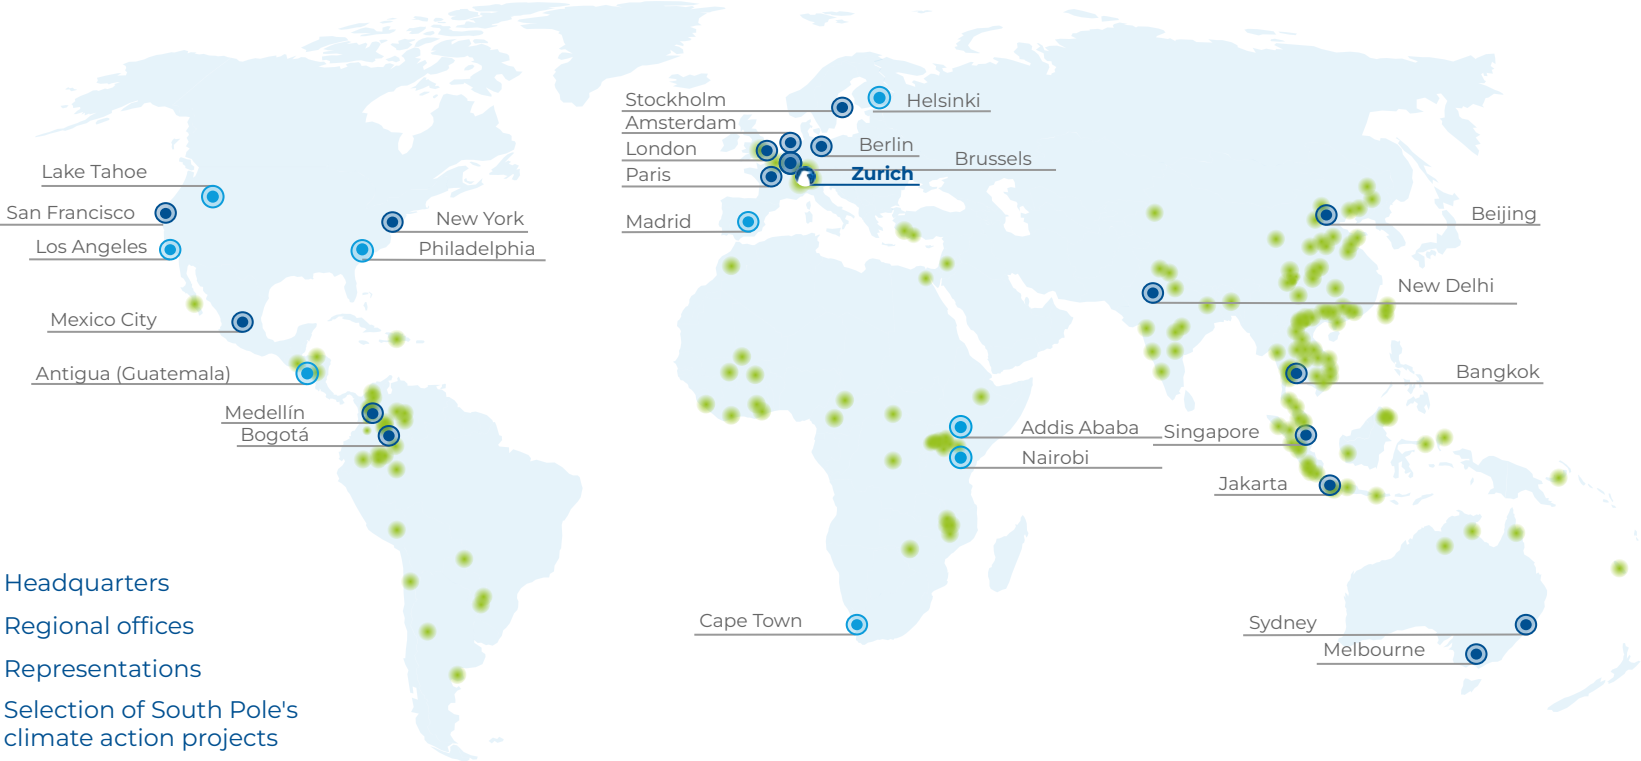 Stockholm
Helsinki
Amsterdam
London
Berlin
Brussels
Paris
Zurich
Madrid
Lake Tahoe
San Francisco
Los Angeles
New York
Philadelphia
Mexico City
Antigua (Guatemala)
Medellín
Bogotá
Beijing
New Delhi
Bangkok
Addis Ababa
Singapore
Nairobi
Jakarta
Cape Town
Sydney
Melbourne
Headquarters
Regional offices
Representations
Selection of South Pole's
climate action projects